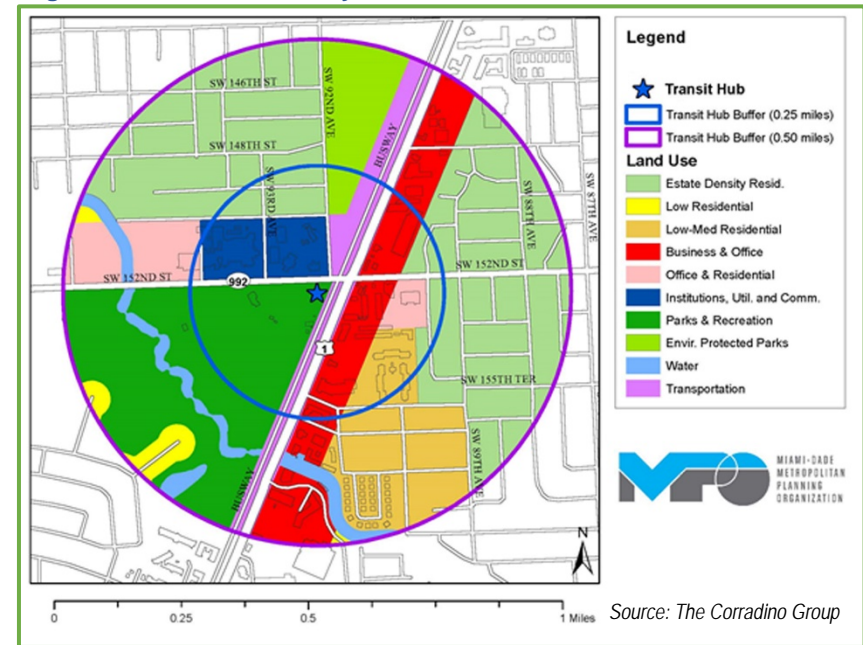 SW 146TH ST
SW 92ND AVE
BUSWAY
SW 148TH ST
SW 93RD AVE
SW 88TH AVE
SW 87TH AVE
SW 152ND ST
992
SW 152ND ST
1
SW 155TH TER
SW 89TH AVE
BUSWAY
N
0 0.25 0.5 1 Miles
Legend
Transit Hub
Transit Hub Buffer (0.25 miles)
Transit Hub Buffer (0.50 miles)
Land Use
Estate Density Resid.
Low Residential
Low-Med Residential
Business & Office
Office & Residential
Institutions, Util. and Comm.
Parks & Recreation
Envir. Protected Parks
Water
Transportation
MPO
MIAMI-DADE
METROPOLITAN
PLANNING
ORGANIZATION
Source: The Corradino Group